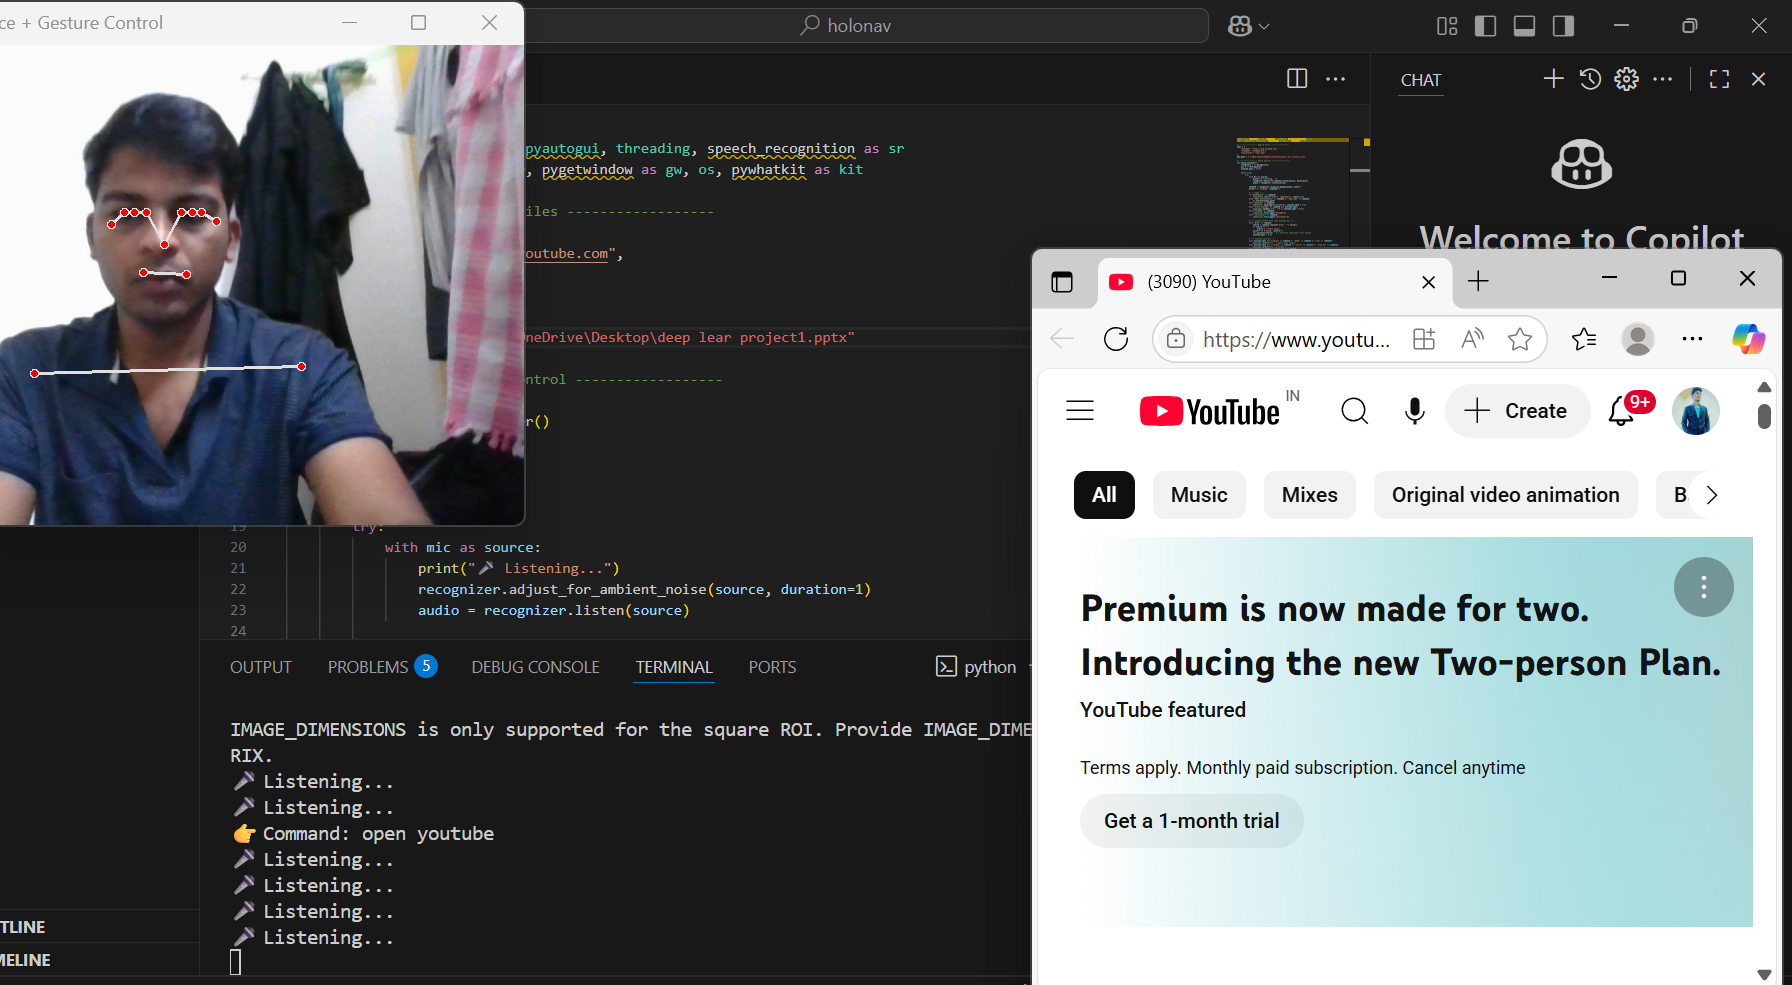 ce + Gesture Control
holonav
CHAT
pyautogui, threading, speech_recognition as sr
, pygetwindow as gw, os, pywhatkit as kit
iles ------------------
outube.com",
neDrive\Desktop\deep lear project1.pptx"
ntrol ------------------
r()
19 try:
20 with mic as source:
21 print("🎤 Listening...")
22 recognizer.adjust_for_ambient_noise(source, duration=1)
23 audio = recognizer.listen(source)
24
Welcome to Copilot
OUTPUT PROBLEMS 5 DEBUG CONSOLE TERMINAL PORTS python
IMAGE_DIMENSIONS is only supported for the square ROI. Provide IMAGE_DIME
RIX.
🎤 Listening...
🎤 Listening...
👉 Command: open youtube
🎤 Listening...
🎤 Listening...
🎤 Listening...
🎤 Listening...
TLINE
MELINE
(3090) YouTube
https://www.youtu...
YouTube IN
Create
9+
All Music Mixes Original video animation B
Premium is now made for two.
Introducing the new Two-person Plan.
YouTube featured
Terms apply. Monthly paid subscription. Cancel anytime
Get a 1-month trial